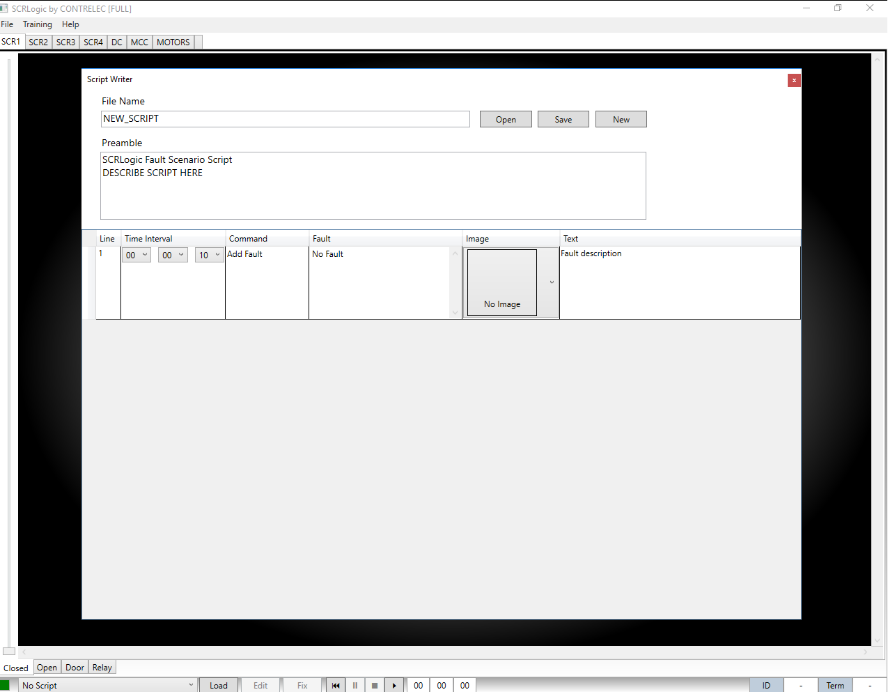 SCRLogic by CONTRELEC [FULL]
File Training Help
SCR1 SCR2 SCR3 SCR4 DC MCC MOTORS
Script Writer
x
File Name
NEW_SCRIPT Open Save New
Preamble
SCRLogic Fault Scenario Script
DESCRIBE SCRIPT HERE
Line Time Interval Command Fault Image Text
1 00 00 10 Add Fault No Fault Fault description
No Image
Closed Open Door Relay
No Script Load Edit Fix 00 00 00 ID - Term -